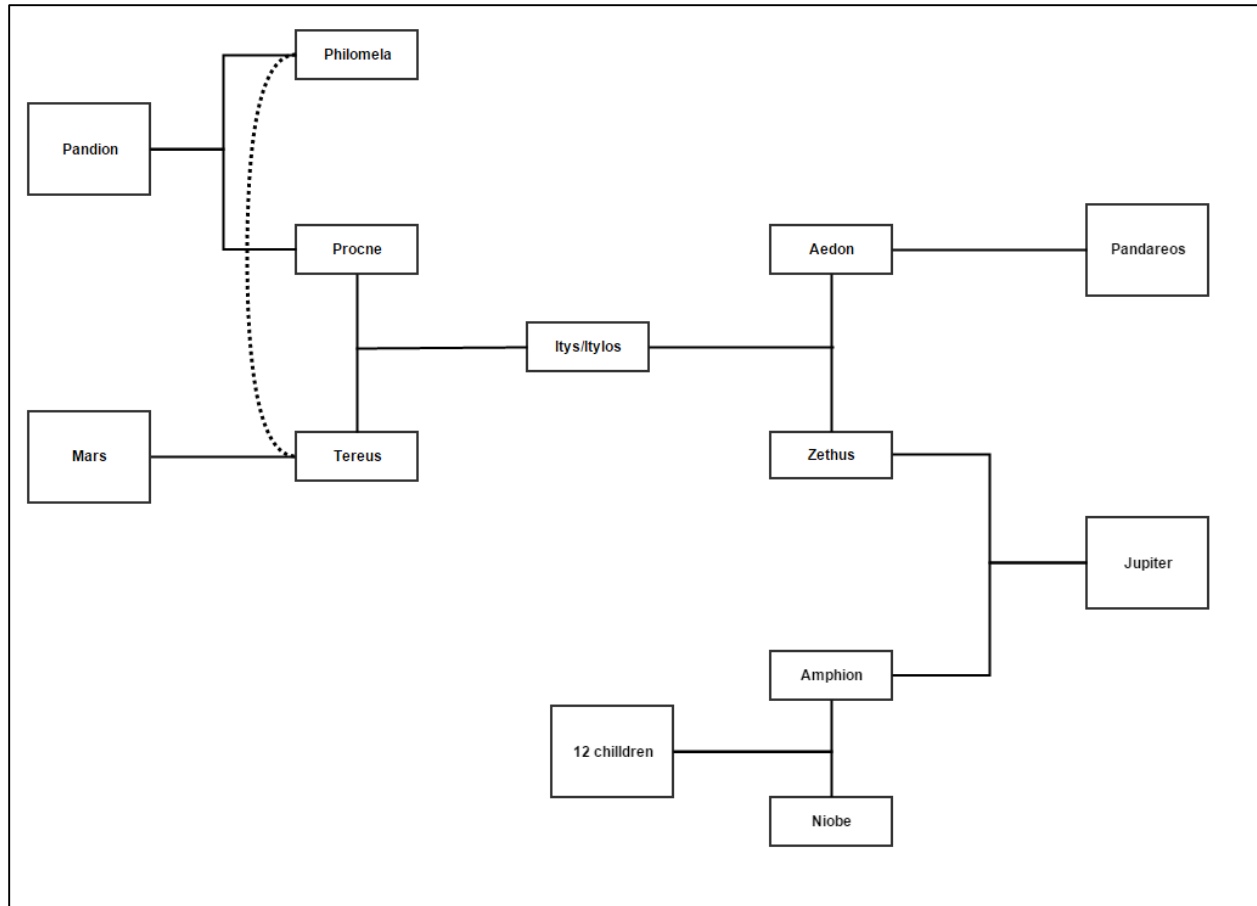 Philomela
Pandion
Procne
Aedon
Pandareos
Itys/Itylos
Mars
Tereus
Zethus
Jupiter
Amphion
12 chilldren
Niobe